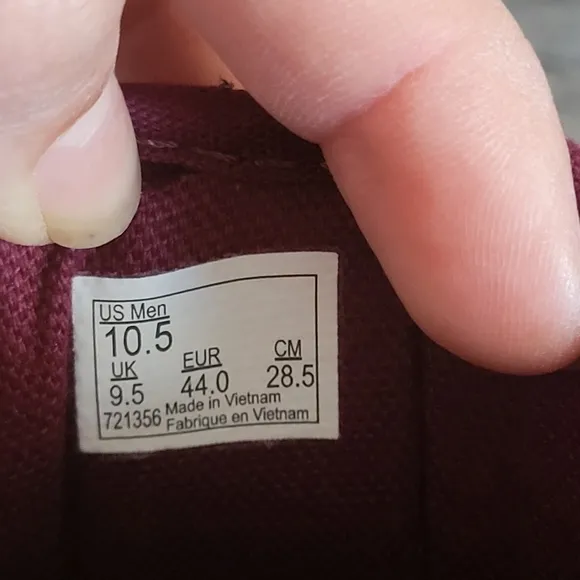 US Men
10.5
UK EUR CM
9.5 44.0 28.5
721356 Made in Vietnam
Fabrique en Vietnam